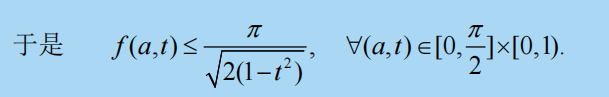 于是 f(a,t) ≤ π/√(2(1−t²)), ∀(a,t)∈[0, π/2]×[0,1).